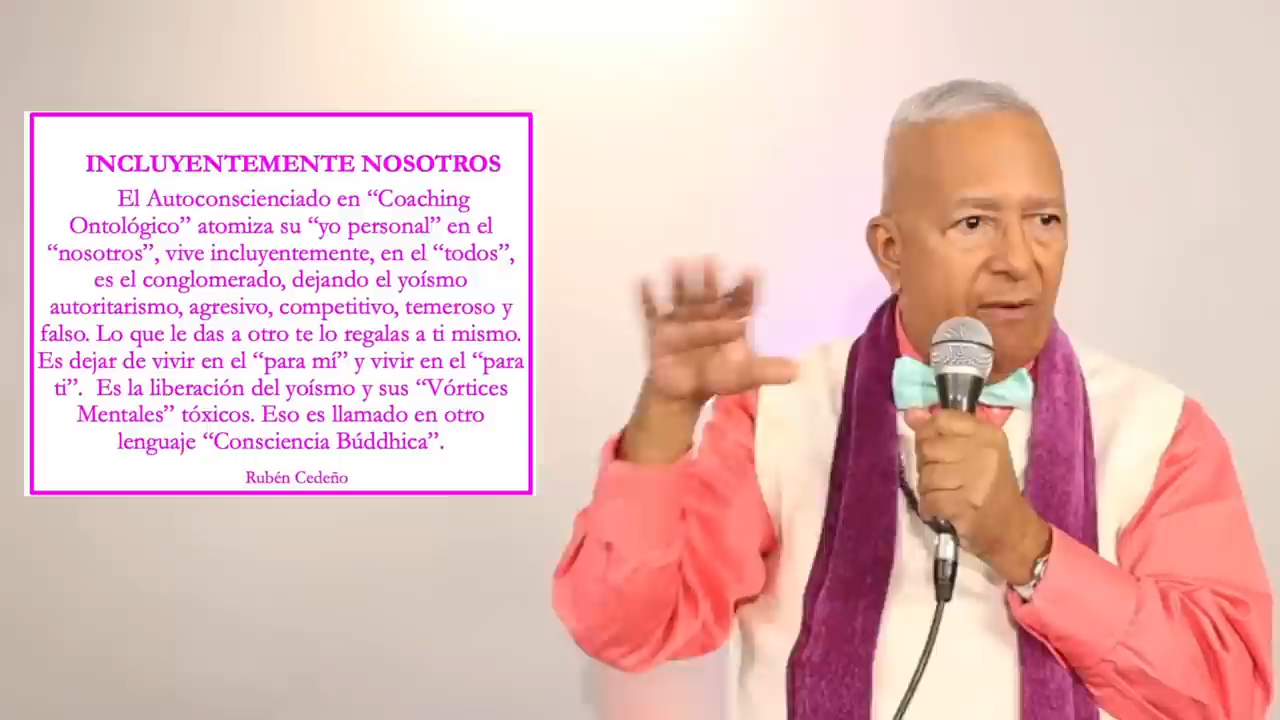 INCLUYENTEMENTE NOSOTROS
El Autoconscienciado en “Coaching
Ontológico” atomiza su “yo personal” en el
“nosotros”, vive incluyentemente, en el “todos”,
es el conglomerado, dejando el yoísmo
autoritarismo, agresivo, competitivo, temeroso y
falso. Lo que le das a otro te lo regalas a ti mismo.
Es dejar de vivir en el “para mí” y vivir en el “para
ti”.  Es la liberación del yoísmo y sus “Vórtices
Mentales” tóxicos. Eso es llamado en otro
lenguaje “Consciencia Búddhica”.
Rubén Cedeño